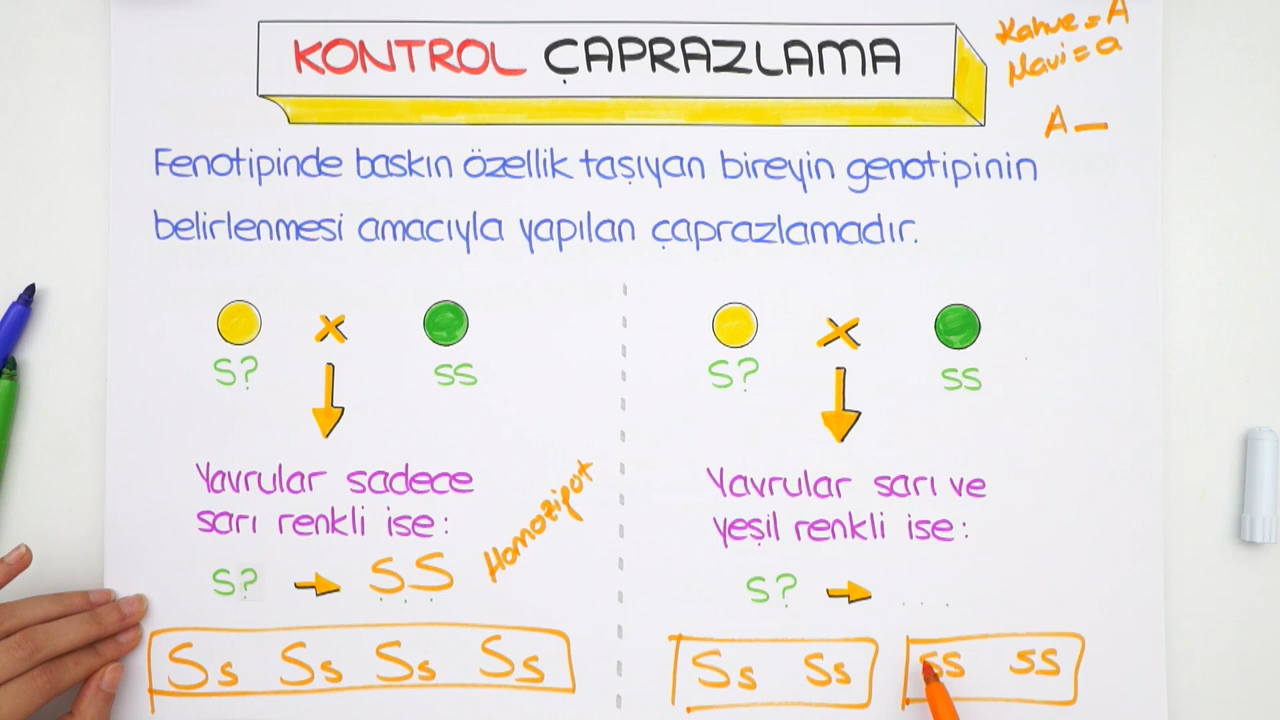 KONTROL ÇAPRAZLAMA
Kahve = A
Mavi = a
A _
Fenotipinde baskın özellik taşıyan bireyin genotipinin
belirlenmesi amacıyla yapılan çaprazlamadır.
S? x ss
Yavrular sadece
sarı renkli ise:
S? → SS
Homozigot
Ss Ss Ss Ss
S? x ss
Yavrular sarı ve
yeşil renkli ise:
S? → ....
Ss Ss ss ss